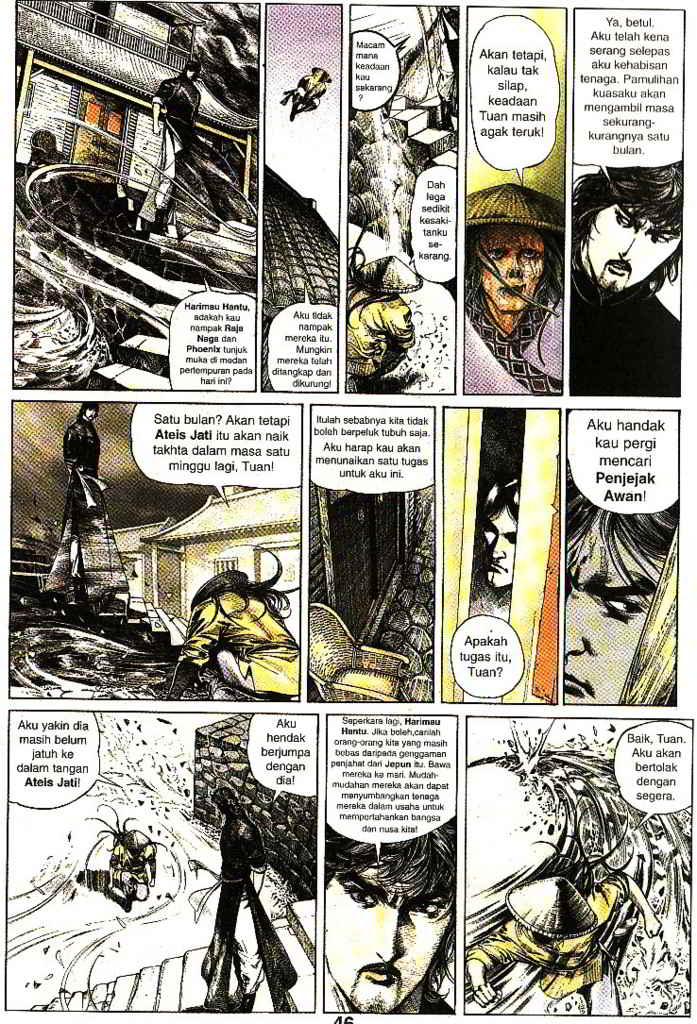 Harimau Hantu,
adakah kau
nampak Raja
Naga dan
Phoenix tunjuk
muka di medan
pertempuran pada
hari ini?
Aku tidak
nampak
mereka itu.
Mungkin
mereka telah
ditangkap dan
dikurung!
Macam
mana
keadaan
kau
sekarang
?
Dah
lega
sedikit
kesaki-
tanku
se-
karang.
Akan tetapi,
kalau tak
silap,
keadaan
Tuan masih
agak teruk!
Ya, betul.
Aku telah kena
serang selepas
aku kehabisan
tenaga. Pamulihan
kuasaku akan
mengambil masa
sekurang-
kurangnya satu
bulan.
Satu bulan? Akan tetapi
Ateis Jati itu akan naik
takhta dalam masa satu
minggu lagi, Tuan!
Itulah sebabnya kita tidak
boleh berpeluk tubuh saja.
Aku harap kau akan
menunaikan satu tugas
untuk aku ini.
Apakah
tugas itu,
Tuan?
Aku handak
kau pergi
mencari
Penjejak
Awan!
Aku yakin dia
masih belum
jatuh ke
dalam tangan
Ateis Jati!
Aku
hendak
berjumpa
dengan
dia!
Seperkara lagi, Harimau
Hantu. Jika boleh,carilah
orang-orang kita yang masih
bobas daripada genggaman
penjahat dari Jepun itu. Bawa
mereka ke mari. Mudah-
mudahan mereka akan dapat
menyumbangkan tenaga
mereka dalam usaha untuk
mempertahankan bangsa
dan nusa kita!
Baik, Tuan.
Aku akan
bertolak
dengan
segera.
46